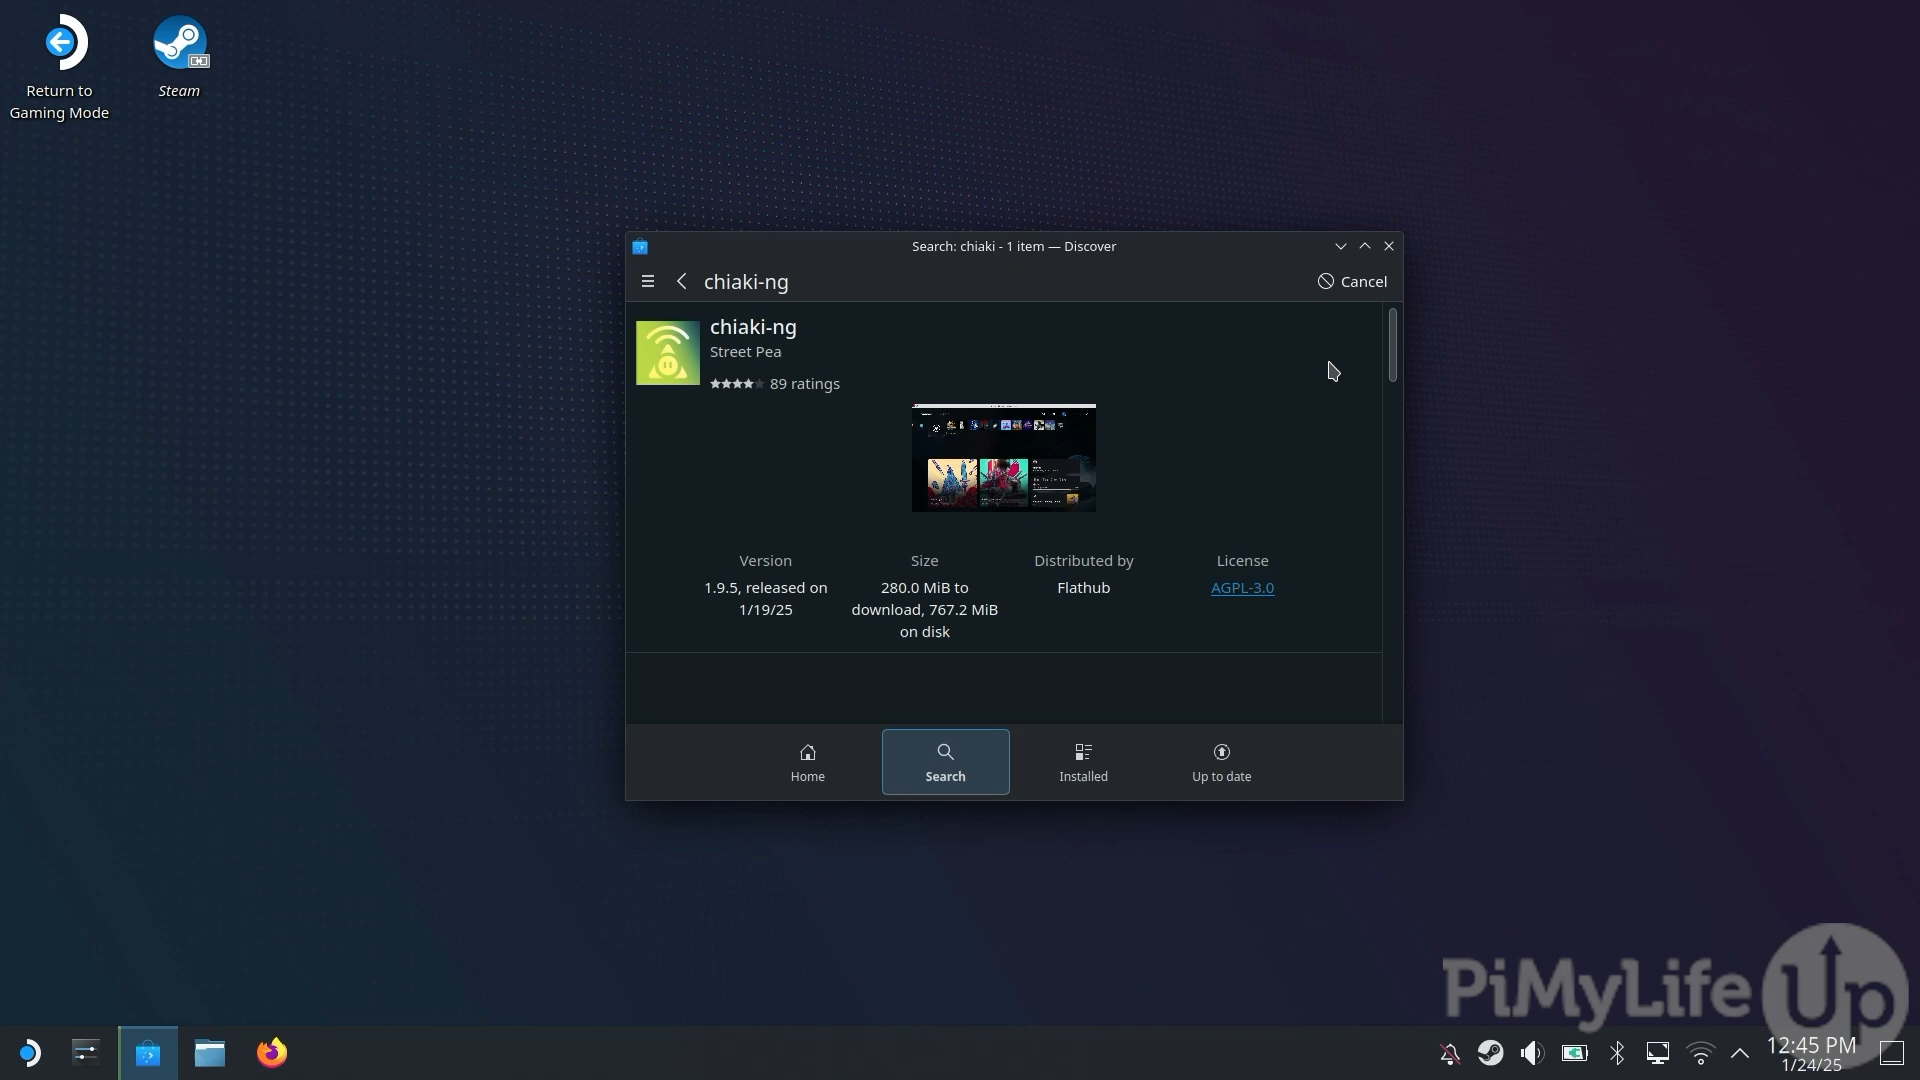 Return to
Gaming Mode
Steam
Search: chiaki - 1 item — Discover
chiaki-ng
Cancel
chiaki-ng
Street Pea
89 ratings
Version
1.9.5, released on
1/19/25
Size
280.0 MiB to
download, 767.2 MiB
on disk
Distributed by
Flathub
License
AGPL-3.0
Home
Search
Installed
Up to date
PiMyLifeUp
12:45 PM
1/24/25